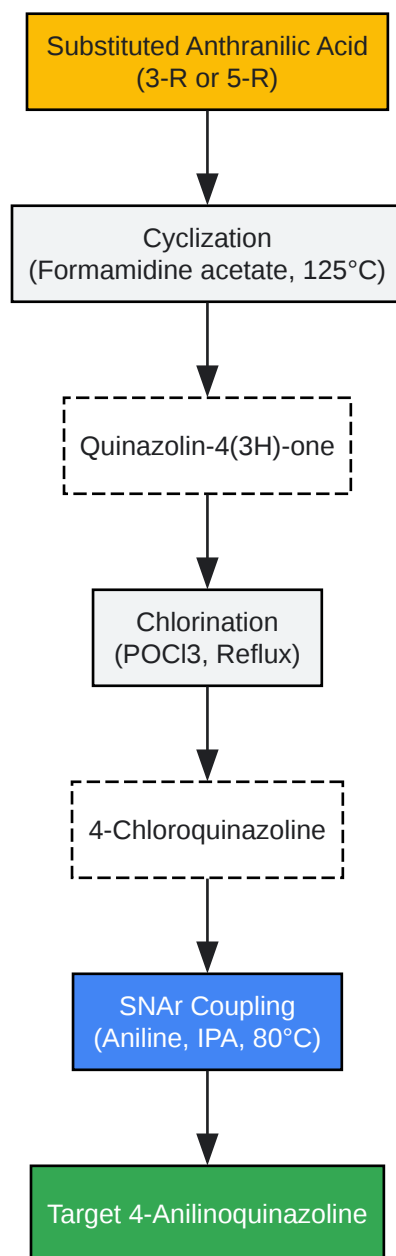 Substituted Anthranilic Acid
(3-R or 5-R)
Cyclization
(Formamidine acetate, 125°C)
Quinazolin-4(3H)-one
Chlorination
(POCl3, Reflux)
4-Chloroquinazoline
SNAr Coupling
(Aniline, IPA, 80°C)
Target 4-Anilinoquinazoline